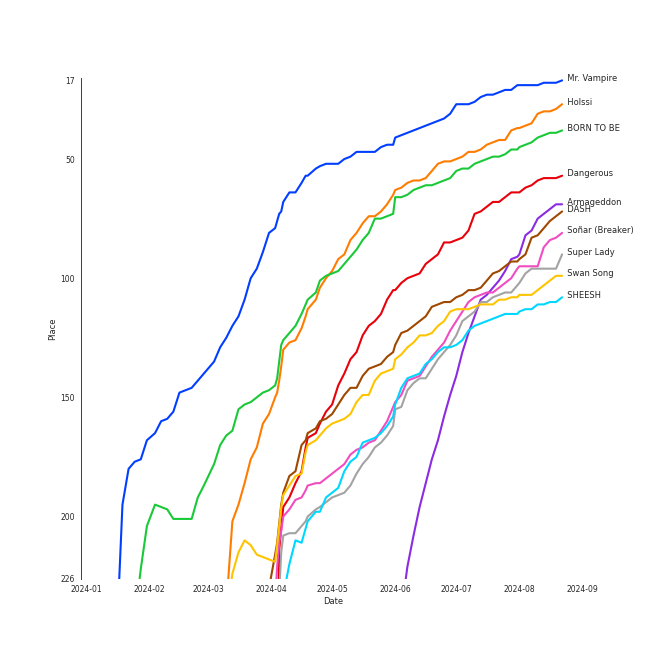 17
Mr. Vampire
Holssi
BORN TO BE
50
Dangerous
Armageddon
DASH
Soñar (Breaker)
Super Lady
Swan Song
100
SHEESH
Place
150
200
226
2024-01
2024-02
2024-03
2024-04
2024-05
2024-06
2024-07
2024-08
2024-09
Date